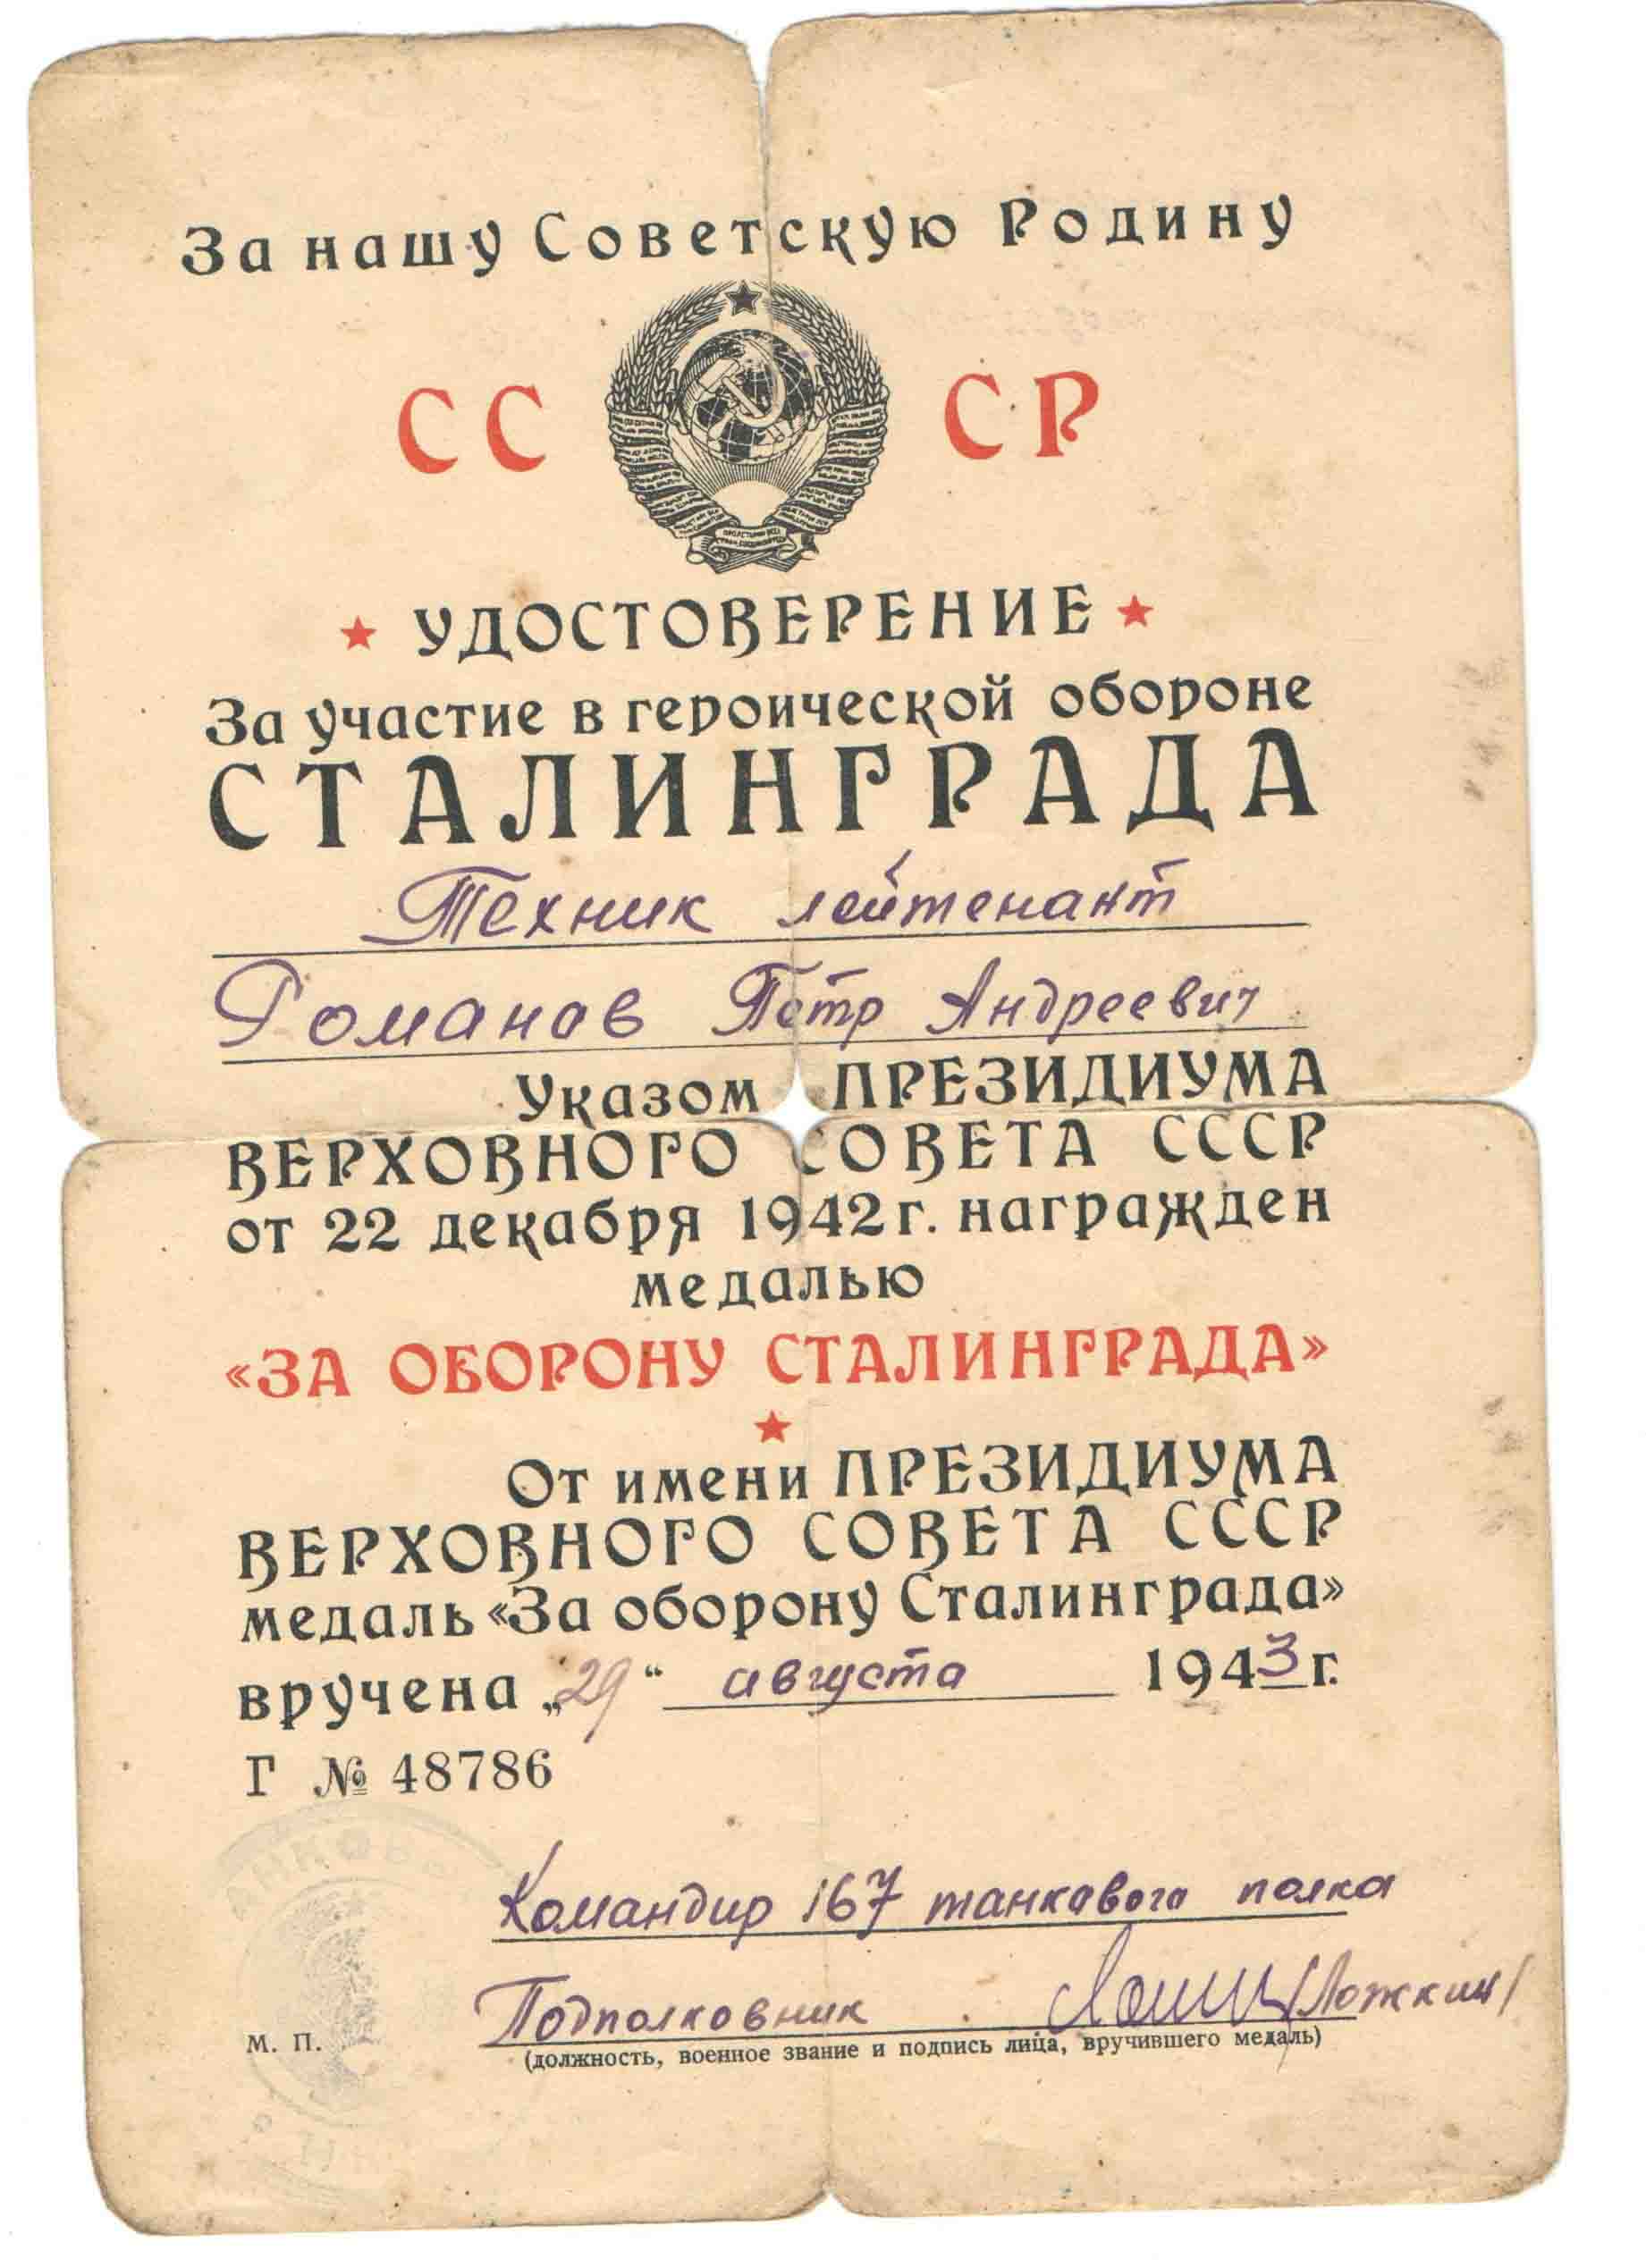 За нашу Советскую Родину
СС СР
УДОСТОВЕРЕНИЕ
За участие в героической обороне
СТАЛИНГРАДА
Техник лейтенант
Романов Петр Андреевич
Указом ПРЕЗИДИУМА
ВЕРХОВНОГО СОВЕТА СССР
от 22 декабря 1942 г. награжден
медалью
«ЗА ОБОРОНУ СТАЛИНГРАДА»
От имени ПРЕЗИДИУМА
ВЕРХОВНОГО СОВЕТА СССР
медаль «За оборону Сталинграда»
вручена „29“ августа 1943 г.
Г № 48786
Командир 167 танкавого полка
Подполковник /Ложкин/
М. П.
(должность, военное звание и подпись лица, вручившего медаль)